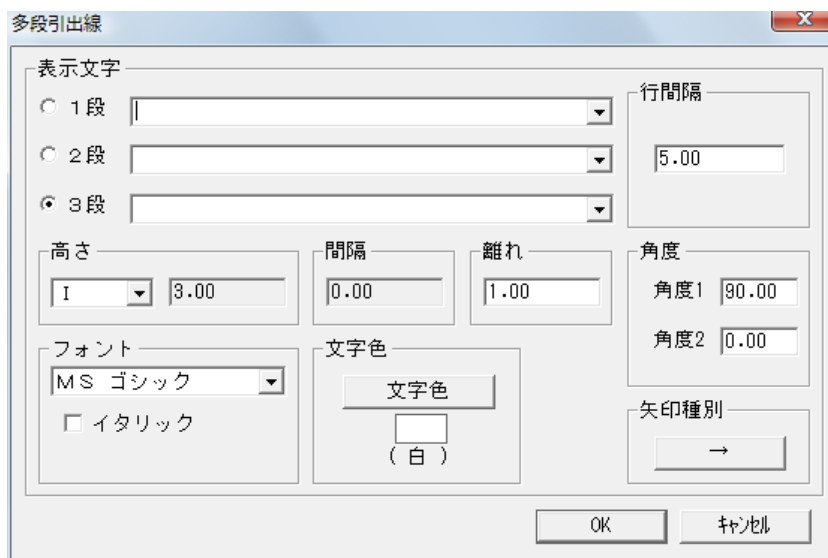 多段引出線
表示文字
１段
２段
３段
行間隔
5.00
高さ
I
3.00
間隔
0.00
離れ
1.00
角度
角度1 90.00
角度2 0.00
フォント
ＭＳ ゴシック
イタリック
文字色
文字色
( 白 )
矢印種別
→
OK
ｷｬﾝｾﾙ